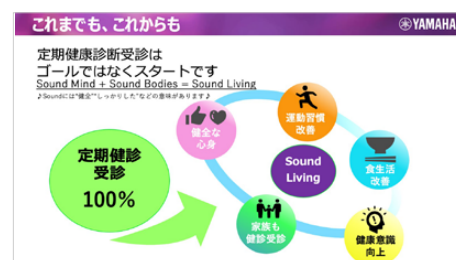 これまでも、これからも
YAMAHA
定期健康診断受診は
ゴールではなくスタートです
Sound Mind + Sound Bodies = Sound Living
♪Soundには"健全""しっかりした"などの意味があります♪
定期健診
受診
100%
健全な
心身
運動習慣
改善
Sound
Living
食生活
改善
家族も
健診受診
健康意識
向上